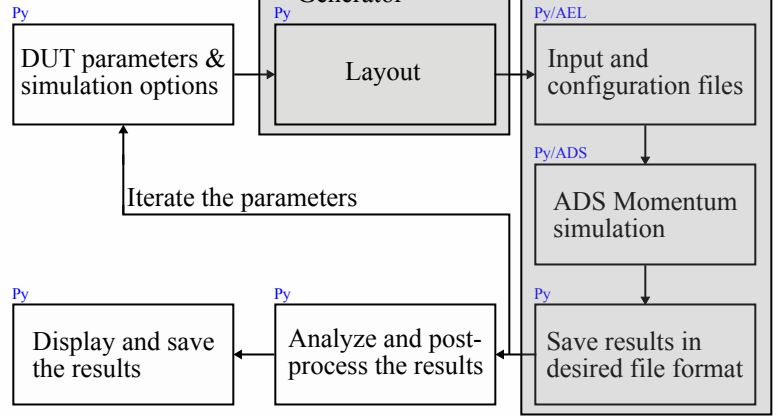 Generator
Py
DUT parameters &
simulation options
Py
Layout
Py/AEL
Input and
configuration files
Py/ADS
ADS Momentum
simulation
Iterate the parameters
Py
Save results in
desired file format
Py
Analyze and post-
process the results
Py
Display and save
the results